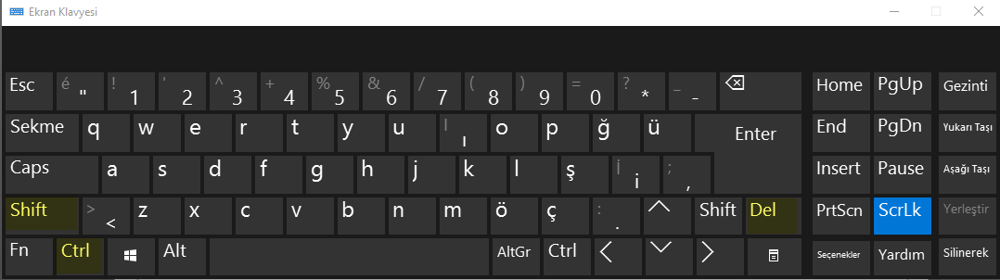 Ekran Klavyesi
Esc é " ! 1 ' 2 ^ 3 + 4 % 5 & 6 / 7 ( 8 ) 9 = 0 ? * _ - Home PgUp Gezinti
Sekme q w e r t y u I ı o p ğ ü Enter End PgDn Yukarı Taşı
Caps a s d f g h j k l ş İ i ; , Insert Pause Aşağı Taşı
Shift > < z x c v b n m ö ç : . Shift Del PrtScn ScrLk Yerleştir
Fn Ctrl Alt AltGr Ctrl Seçenekler Yardım Silinerek